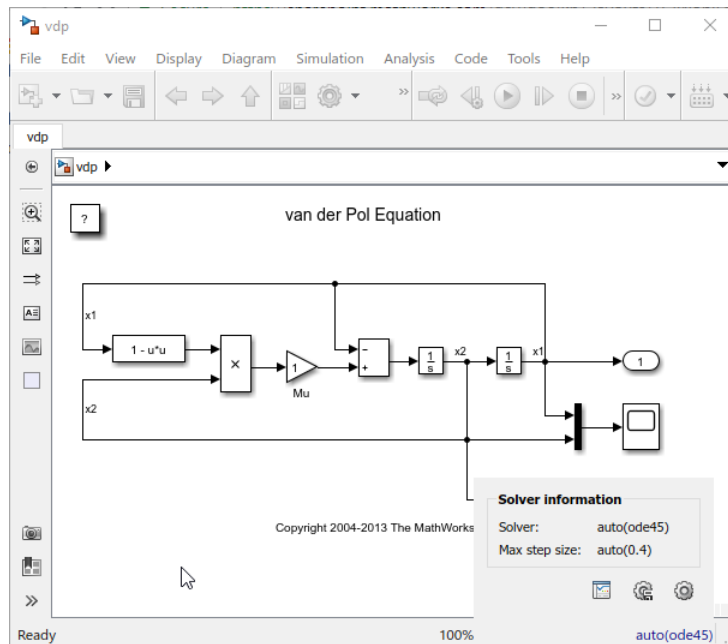 vdp
File Edit View Display Diagram Simulation Analysis Code Tools Help
» »
vdp
vdp
?
van der Pol Equation
x1
1 - u*u
×
1
Mu
−
+
1
s
x2
1
s
x1
1
x2
Copyright 2004-2013 The MathWorks
Solver information
Solver: auto(ode45)
Max step size: auto(0.4)
»
Ready 100% auto(ode45)